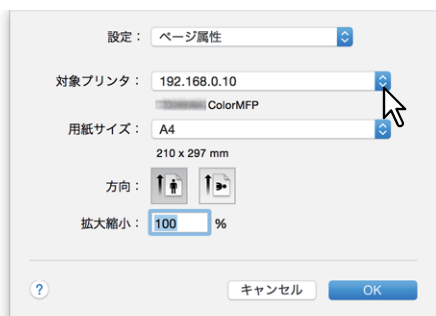 設定： ページ属性
対象プリンタ： 192.168.0.10
ColorMFP
用紙サイズ： A4
210 x 297 mm
方向：
拡大縮小： 100 %
? キャンセル OK